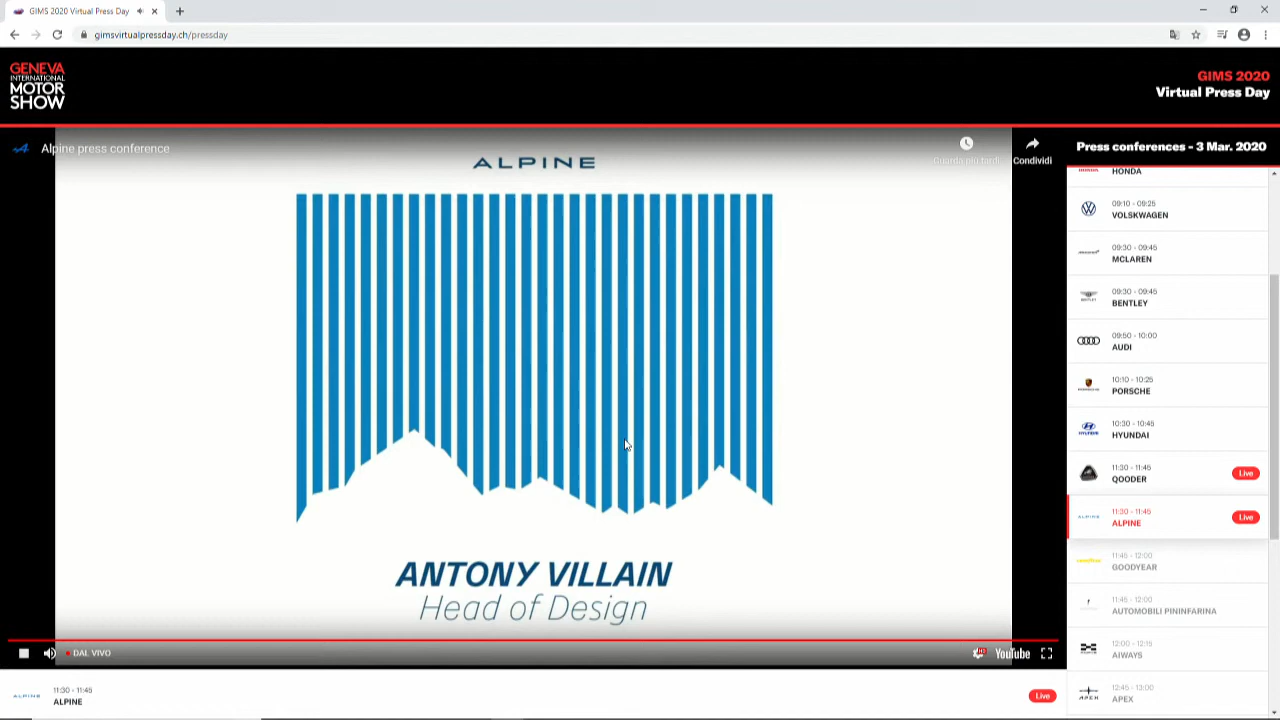 GIMS 2020 Virtual Press Day
gimsvirtualpressday.ch/pressday
GENEVA
INTERNATIONAL
MOTOR
SHOW
GIMS 2020
Virtual Press Day
Alpine press conference
Guarda più tardi
Condividi
ALPINE
ANTONY VILLAIN
Head of Design
DAL VIVO
HD
YouTube
11:30 - 11:45
ALPINE
Live
Press conferences - 3 Mar. 2020
HONDA
09:10 - 09:25
VOLSKWAGEN
09:30 - 09:45
MCLAREN
09:30 - 09:45
BENTLEY
09:50 - 10:00
AUDI
10:10 - 10:25
PORSCHE
10:30 - 10:45
HYUNDAI
11:30 - 11:45
QOODER
Live
11:30 - 11:45
ALPINE
Live
11:45 - 12:00
GOODYEAR
11:45 - 12:00
AUTOMOBILI PININFARINA
12:00 - 12:15
AIWAYS
12:45 - 13:00
APEX